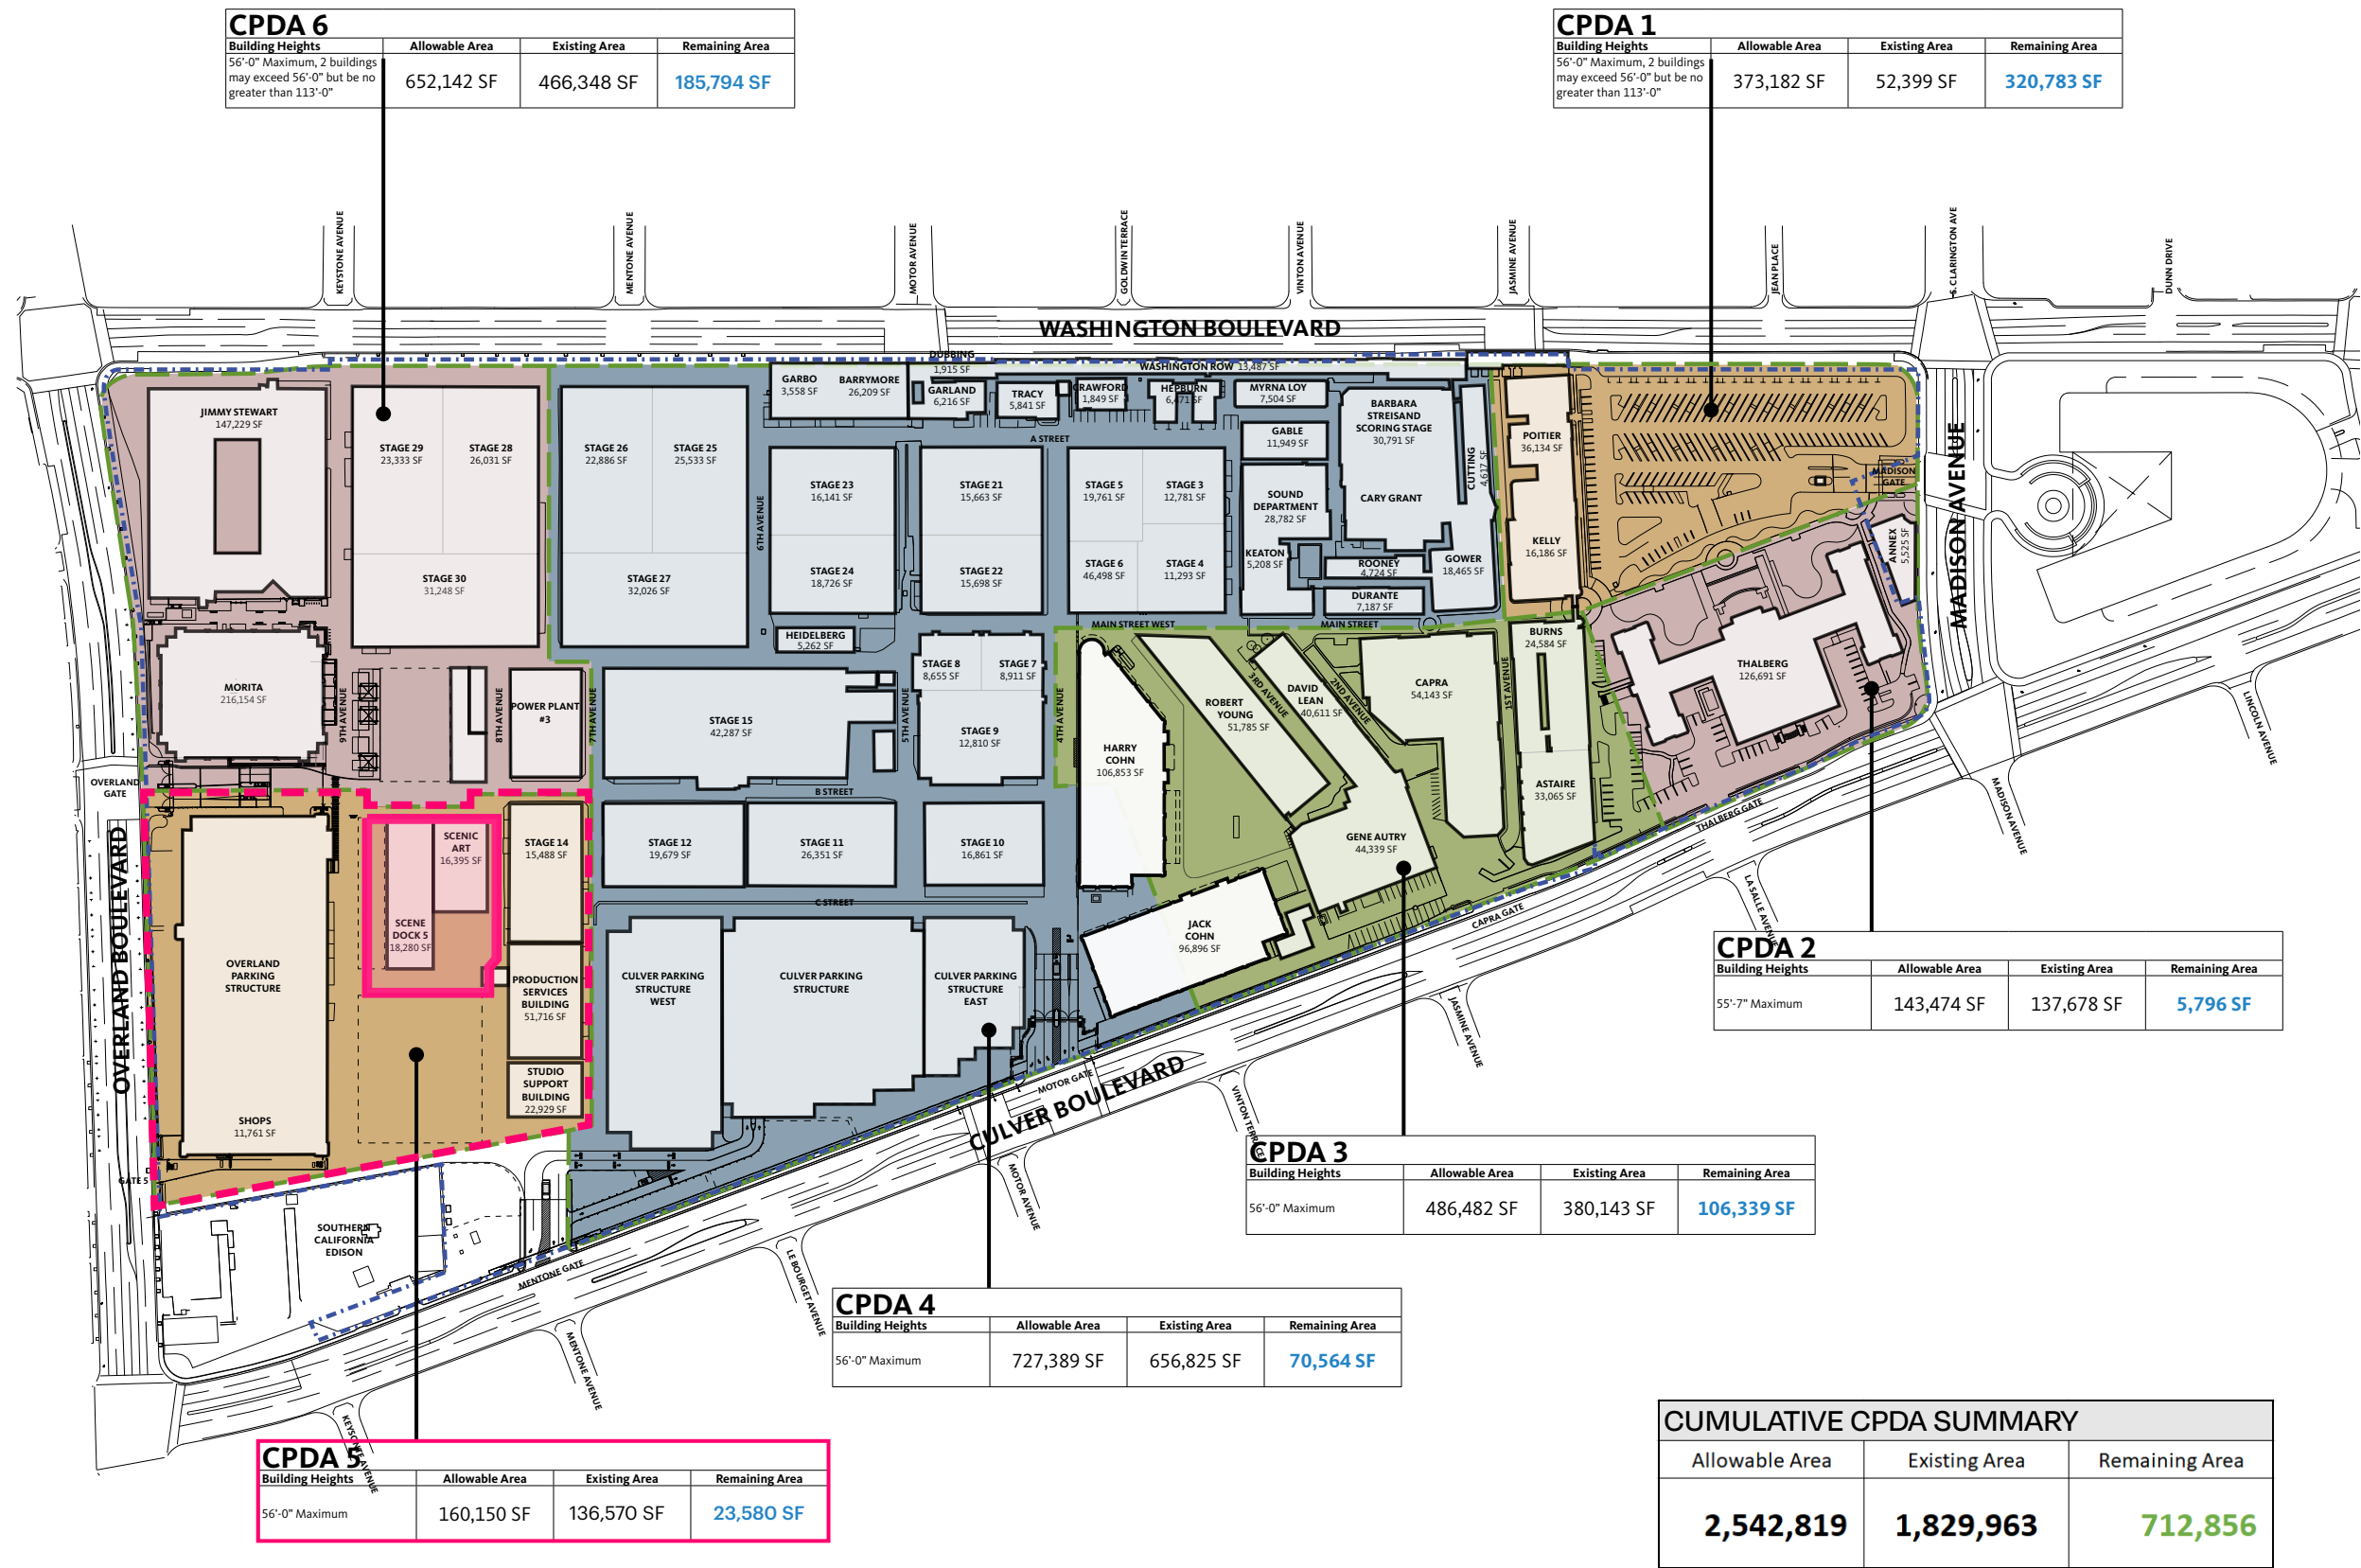 CPDA 6
Building Heights Allowable Area Existing Area Remaining Area
56'-0" Maximum, 2 buildings
may exceed 56'-0" but be no
greater than 113'-0"
652,142 SF 466,348 SF 185,794 SF
CPDA 1
Building Heights Allowable Area Existing Area Remaining Area
56'-0" Maximum, 2 buildings
may exceed 56'-0" but be no
greater than 113'-0"
373,182 SF 52,399 SF 320,783 SF
KEYSTONE AVENUE
MENTONE AVENUE
MOTOR AVENUE
GOLDWIN TERRACE
VINTON AVENUE
JASMINE AVENUE
JEAN PLACE
S. CLARINGTON AVE
DUNN DRIVE
WASHINGTON BOULEVARD
JIMMY STEWART
147,229 SF
STAGE 29
23,333 SF
STAGE 28
26,031 SF
STAGE 30
31,248 SF
STAGE 26
22,886 SF
STAGE 25
25,533 SF
STAGE 27
32,026 SF
6TH AVENUE
GARBO
3,558 SF
BARRYMORE
26,209 SF
DUBBING
1,915 SF
GARLAND
6,216 SF
TRACY
5,841 SF
CRAWFORD
1,849 SF
WASHINGTON ROW 13,487 SF
HEPBURN
6,471 SF
MYRNA LOY
7,504 SF
GABLE
11,949 SF
BARBARA
STREISAND
SCORING STAGE
30,791 SF
CARY GRANT
CUTTING
4,617 SF
A STREET
STAGE 23
16,141 SF
STAGE 24
18,726 SF
STAGE 21
15,663 SF
STAGE 22
15,698 SF
STAGE 5
19,761 SF
STAGE 3
12,781 SF
STAGE 6
46,498 SF
STAGE 4
11,293 SF
SOUND
DEPARTMENT
28,782 SF
KEATON
5,208 SF
ROONEY
4,724 SF
DURANTE
7,187 SF
GOWER
18,465 SF
POITIER
36,134 SF
KELLY
16,186 SF
MADISON
GATE
MADISON AVENUE
ANNEX
5,525 SF
THALBERG
126,691 SF
HEIDELBERG
5,262 SF
MAIN STREET WEST
MAIN STREET
MORITA
216,154 SF
9TH AVENUE
8TH AVENUE
POWER PLANT
#3
7TH AVENUE
STAGE 15
42,287 SF
5TH AVENUE
STAGE 8
8,655 SF
STAGE 7
8,911 SF
STAGE 9
12,810 SF
4TH AVENUE
HARRY
COHN
106,853 SF
ROBERT
YOUNG
51,785 SF
3RD AVENUE
DAVID
LEAN
40,611 SF
2ND AVENUE
CAPRA
54,143 SF
1ST AVENUE
BURNS
24,584 SF
ASTAIRE
33,065 SF
GENE AUTRY
44,339 SF
JACK
COHN
96,896 SF
LINCOLN AVENUE
MADISON AVENUE
THALBERG GATE
OVERLAND
GATE
OVERLAND BOULEVARD
B STREET
SCENIC
ART
16,395 SF
SCENE
DOCK 5
18,280 SF
STAGE 14
15,488 SF
STAGE 12
19,679 SF
STAGE 11
26,351 SF
STAGE 10
16,861 SF
C STREET
OVERLAND
PARKING
STRUCTURE
SHOPS
11,761 SF
PRODUCTION
SERVICES
BUILDING
51,716 SF
STUDIO
SUPPORT
BUILDING
22,929 SF
CULVER PARKING
STRUCTURE
WEST
CULVER PARKING
STRUCTURE
CULVER PARKING
STRUCTURE
EAST
CAPRA GATE
LA SALLE AVENUE
JASMINE AVENUE
MOTOR GATE
CULVER BOULEVARD
VINTON TERRACE
MOTOR AVENUE
GATE 5
SOUTHERN
CALIFORNIA
EDISON
MENTONE GATE
LE BOURGET AVENUE
MENTONE AVENUE
KEYSONTE AVENUE
CPDA 2
Building Heights Allowable Area Existing Area Remaining Area
55'-7" Maximum 143,474 SF 137,678 SF 5,796 SF
CPDA 3
Building Heights Allowable Area Existing Area Remaining Area
56'-0" Maximum 486,482 SF 380,143 SF 106,339 SF
CPDA 4
Building Heights Allowable Area Existing Area Remaining Area
56'-0" Maximum 727,389 SF 656,825 SF 70,564 SF
CPDA 5
Building Heights Allowable Area Existing Area Remaining Area
56'-0" Maximum 160,150 SF 136,570 SF 23,580 SF
CUMULATIVE CPDA SUMMARY
Allowable Area Existing Area Remaining Area
2,542,819 1,829,963 712,856